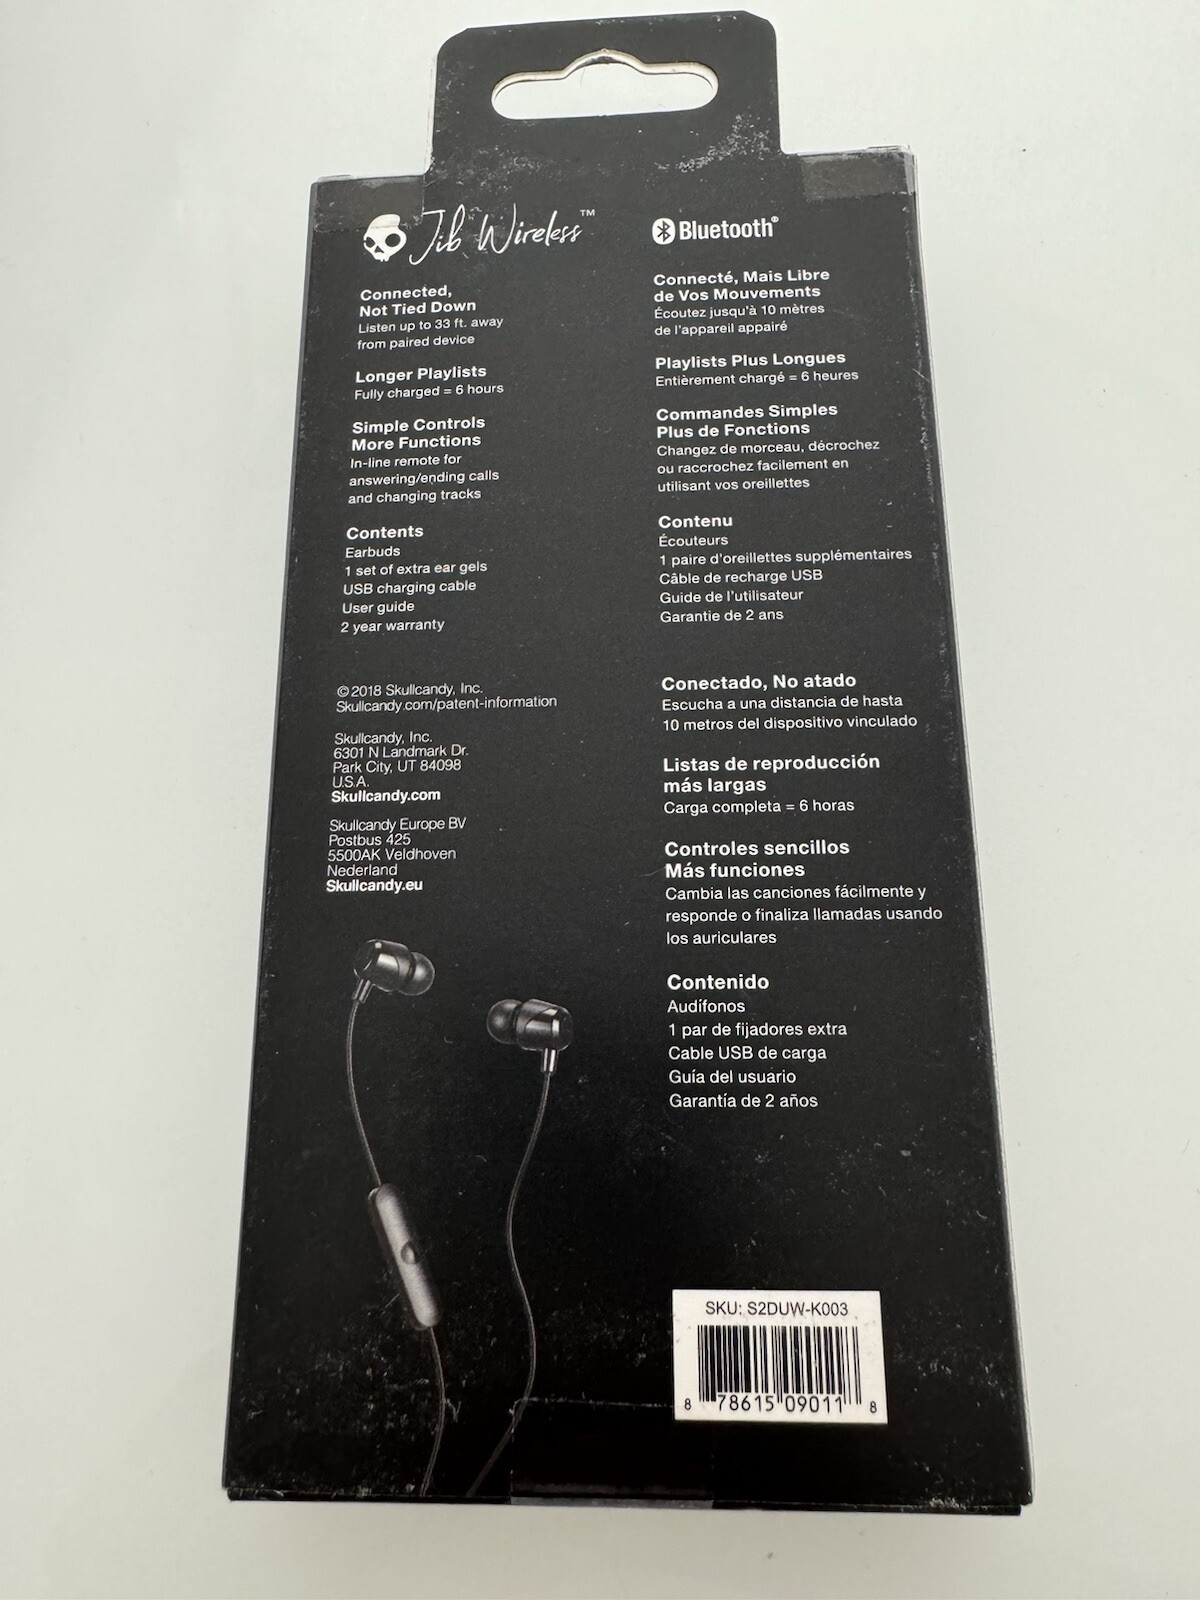 Jib Wireless™
Connected,
Not Tied Down
Listen up to 33 ft. away
from paired device
Longer Playlists
Fully charged = 6 hours
Simple Controls
More Functions
In-line remote for
answering/ending calls
and changing tracks
Contents
Earbuds
1 set of extra ear gels
USB charging cable
User guide
2 year warranty
©2018 Skullcandy, Inc.
Skullcandy.com/patent-information
Skullcandy, Inc.
6301 N Landmark Dr.
Park City, UT 84098
U.S.A.
Skullcandy.com
Skullcandy Europe BV
Postbus 425
5500AK Veldhoven
Nederland
Skullcandy.eu
Bluetooth®
Connecté, Mais Libre
de Vos Mouvements
Écoutez jusqu'à 10 mètres
de l'appareil appairé
Playlists Plus Longues
Entièrement chargé = 6 heures
Commandes Simples
Plus de Fonctions
Changez de morceau, décrochez
ou raccrochez facilement en
utilisant vos oreillettes
Contenu
Écouteurs
1 paire d'oreillettes supplémentaires
Câble de recharge USB
Guide de l'utilisateur
Garantie de 2 ans
Conectado, No atado
Escucha a una distancia de hasta
10 metros del dispositivo vinculado
Listas de reproducción
más largas
Carga completa = 6 horas
Controles sencillos
Más funciones
Cambia las canciones fácilmente y
responde o finaliza llamadas usando
los auriculares
Contenido
Audífonos
1 par de fijadores extra
Cable USB de carga
Guía del usuario
Garantía de 2 años
SKU: S2DUW-K003
8 78615 09011 8